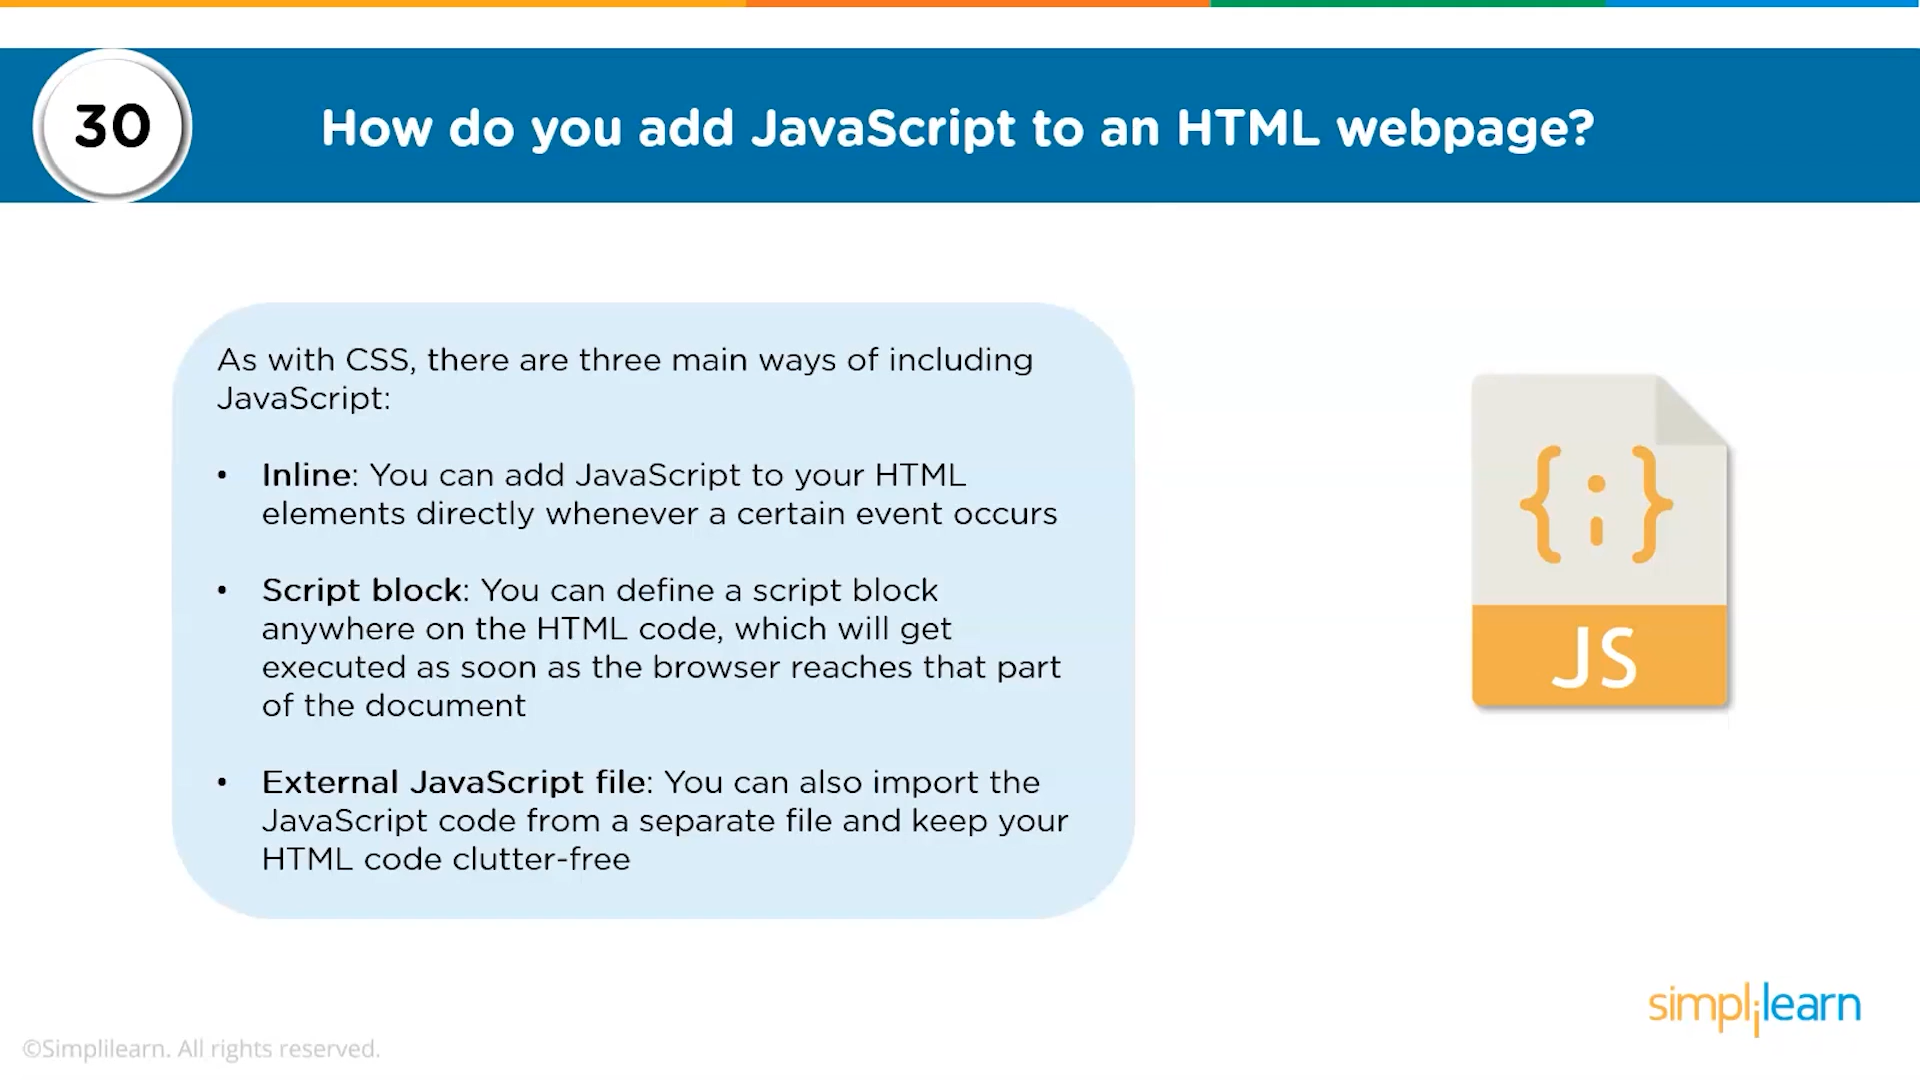 30
How do you add JavaScript to an HTML webpage?
As with CSS, there are three main ways of including
JavaScript:
• Inline: You can add JavaScript to your HTML
elements directly whenever a certain event occurs
• Script block: You can define a script block
anywhere on the HTML code, which will get
executed as soon as the browser reaches that part
of the document
• External JavaScript file: You can also import the
JavaScript code from a separate file and keep your
HTML code clutter-free
{;}
JS
simplilearn
©Simplilearn. All rights reserved.